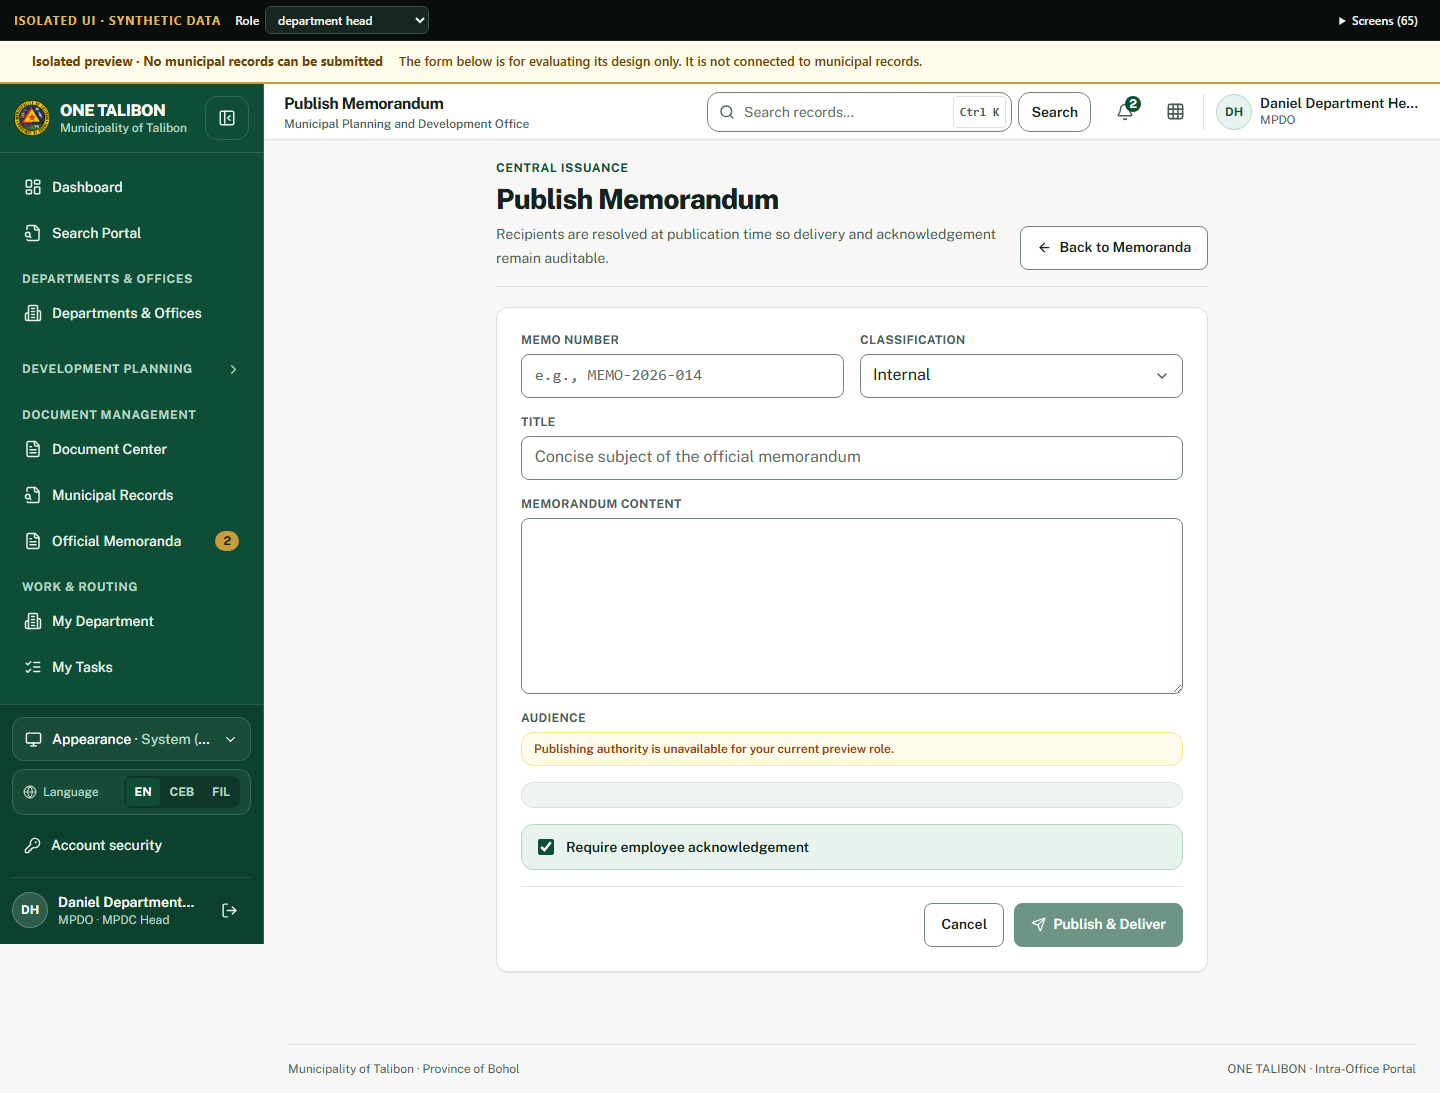 ISOLATED UI · SYNTHETIC DATA
Role
department head
Screens (65)
Isolated preview · No municipal records can be submitted
The form below is for evaluating its design only. It is not connected to municipal records.
ONE TALIBON
Municipality of Talibon
Publish Memorandum
Municipal Planning and Development Office
Search records...
Ctrl K
Search
2
DH
Daniel Department He...
MPDO
Dashboard
Search Portal
DEPARTMENTS & OFFICES
Departments & Offices
DEVELOPMENT PLANNING
DOCUMENT MANAGEMENT
Document Center
Municipal Records
Official Memoranda
2
WORK & ROUTING
My Department
My Tasks
Appearance · System (...
Language
EN
CEB
FIL
Account security
DH
Daniel Department...
MPDO · MPDC Head
CENTRAL ISSUANCE
Publish Memorandum
Recipients are resolved at publication time so delivery and acknowledgement
remain auditable.
Back to Memoranda
MEMO NUMBER
e.g., MEMO-2026-014
CLASSIFICATION
Internal
TITLE
Concise subject of the official memorandum
MEMORANDUM CONTENT
AUDIENCE
Publishing authority is unavailable for your current preview role.
Require employee acknowledgement
Cancel
Publish & Deliver
Municipality of Talibon · Province of Bohol
ONE TALIBON · Intra-Office Portal